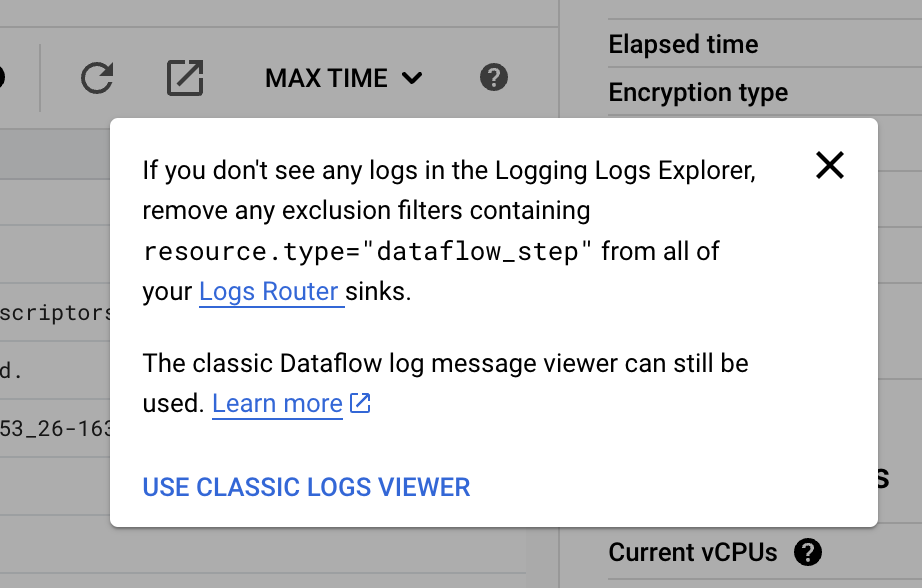 MAX TIME
Elapsed time
Encryption type
If you don't see any logs in the Logging Logs Explorer,
remove any exclusion filters containing
resource.type="dataflow_step" from all of
your Logs Router sinks.
scriptors
d.
The classic Dataflow log message viewer can still be
used. Learn more
53_26-163
USE CLASSIC LOGS VIEWER
s
Current vCPUs